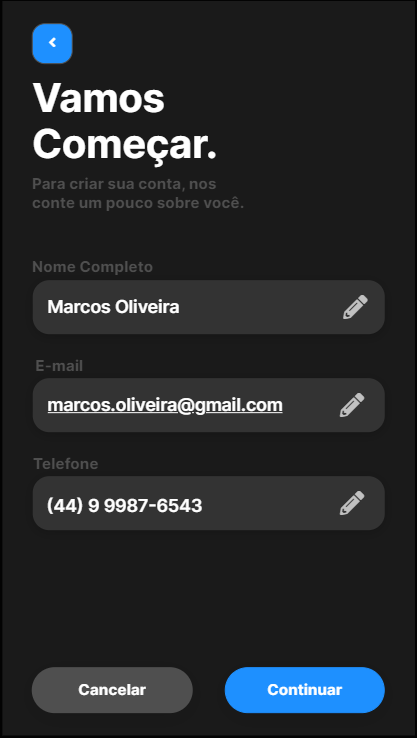 Vamos
Começar.
Para criar sua conta, nos
conte um pouco sobre você.
Nome Completo
Marcos Oliveira
E-mail
marcos.oliveira@gmail.com
Telefone
(44) 9 9987-6543
Cancelar
Continuar